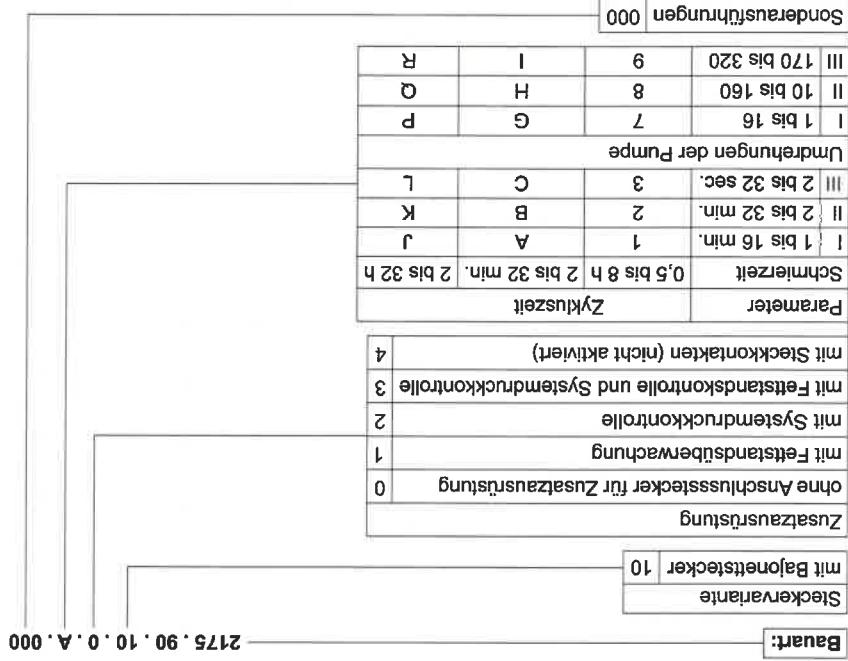 Bauart: 2175 . 90 . 10 . 0 . A . 000
Steckervariante
mit Bajonettstecker 10
Zusatzausrüstung
ohne Anschlussstecker für Zusatzausrüstung 0
mit Fettstandsüberwachung 1
mit Systemdruckkontrolle 2
mit Fettstandskontrolle und Systemdruckkontrolle 3
mit Steckkontakten (nicht aktiviert) 4
Parameter Zykluszeit
Schmierzeit 0,5 bis 8 h 2 bis 32 min. 2 bis 32 h
I 1 bis 16 min. 1 A J
II 2 bis 32 min. 2 B K
III 2 bis 32 sec. 3 C L
Umdrehungen der Pumpe
I 1 bis 16 7 G P
II 10 bis 160 8 H Q
III 170 bis 320 9 I R
Sonderausführungen 000